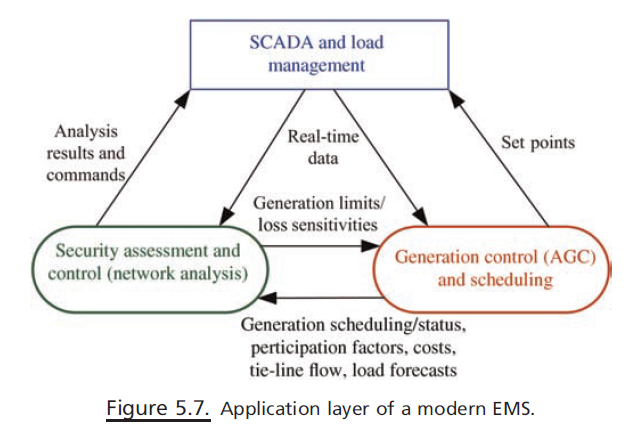 SCADA and load
management
Analysis
results and
commands
Real-time
data
Set points
Generation limits/
loss sensitivities
Security assessment and
control (network analysis)
Generation control (AGC)
and scheduling
Generation scheduling/status,
perticipation factors, costs,
tie-line flow, load forecasts
Figure 5.7. Application layer of a modern EMS.